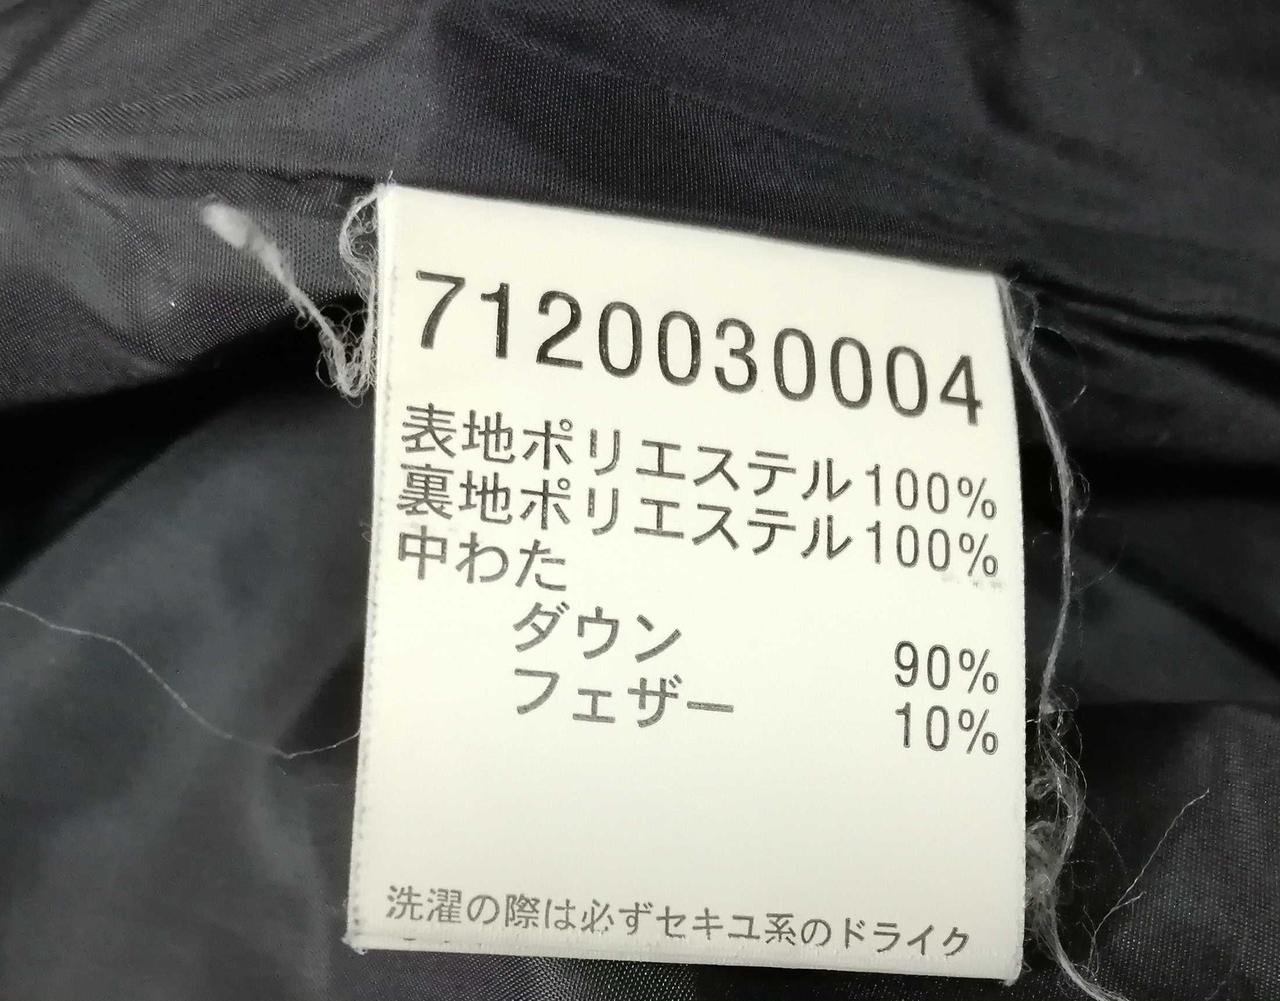 7120030004
表地ポリエステル100%
裏地ポリエステル100%
中わた
ダウン 90%
フェザー 10%
洗濯の際は必ずセキユ系のドライク